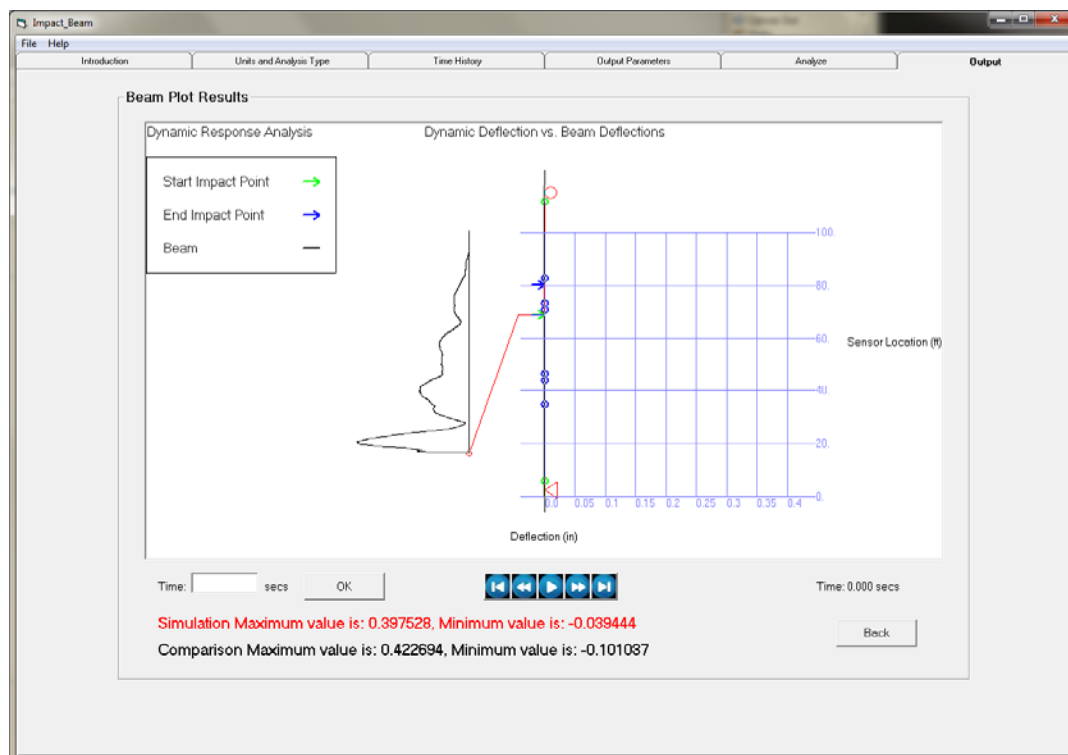 Impact_Beam
File Help
Introduction Units and Analysis Type Time History Output Parameters Analyze Output
Beam Plot Results
Dynamic Response Analysis Dynamic Deflection vs. Beam Deflections
Start Impact Point
End Impact Point
Beam
100.
80.
60.
Sensor Location (ft)
40.
20.
0.
0.0 0.05 0.1 0.15 0.2 0.25 0.3 0.35 0.4
Deflection (in)
Time: secs OK Time: 0.000 secs
Simulation Maximum value is: 0.397528, Minimum value is: -0.039444
Back
Comparison Maximum value is: 0.422694, Minimum value is: -0.101037